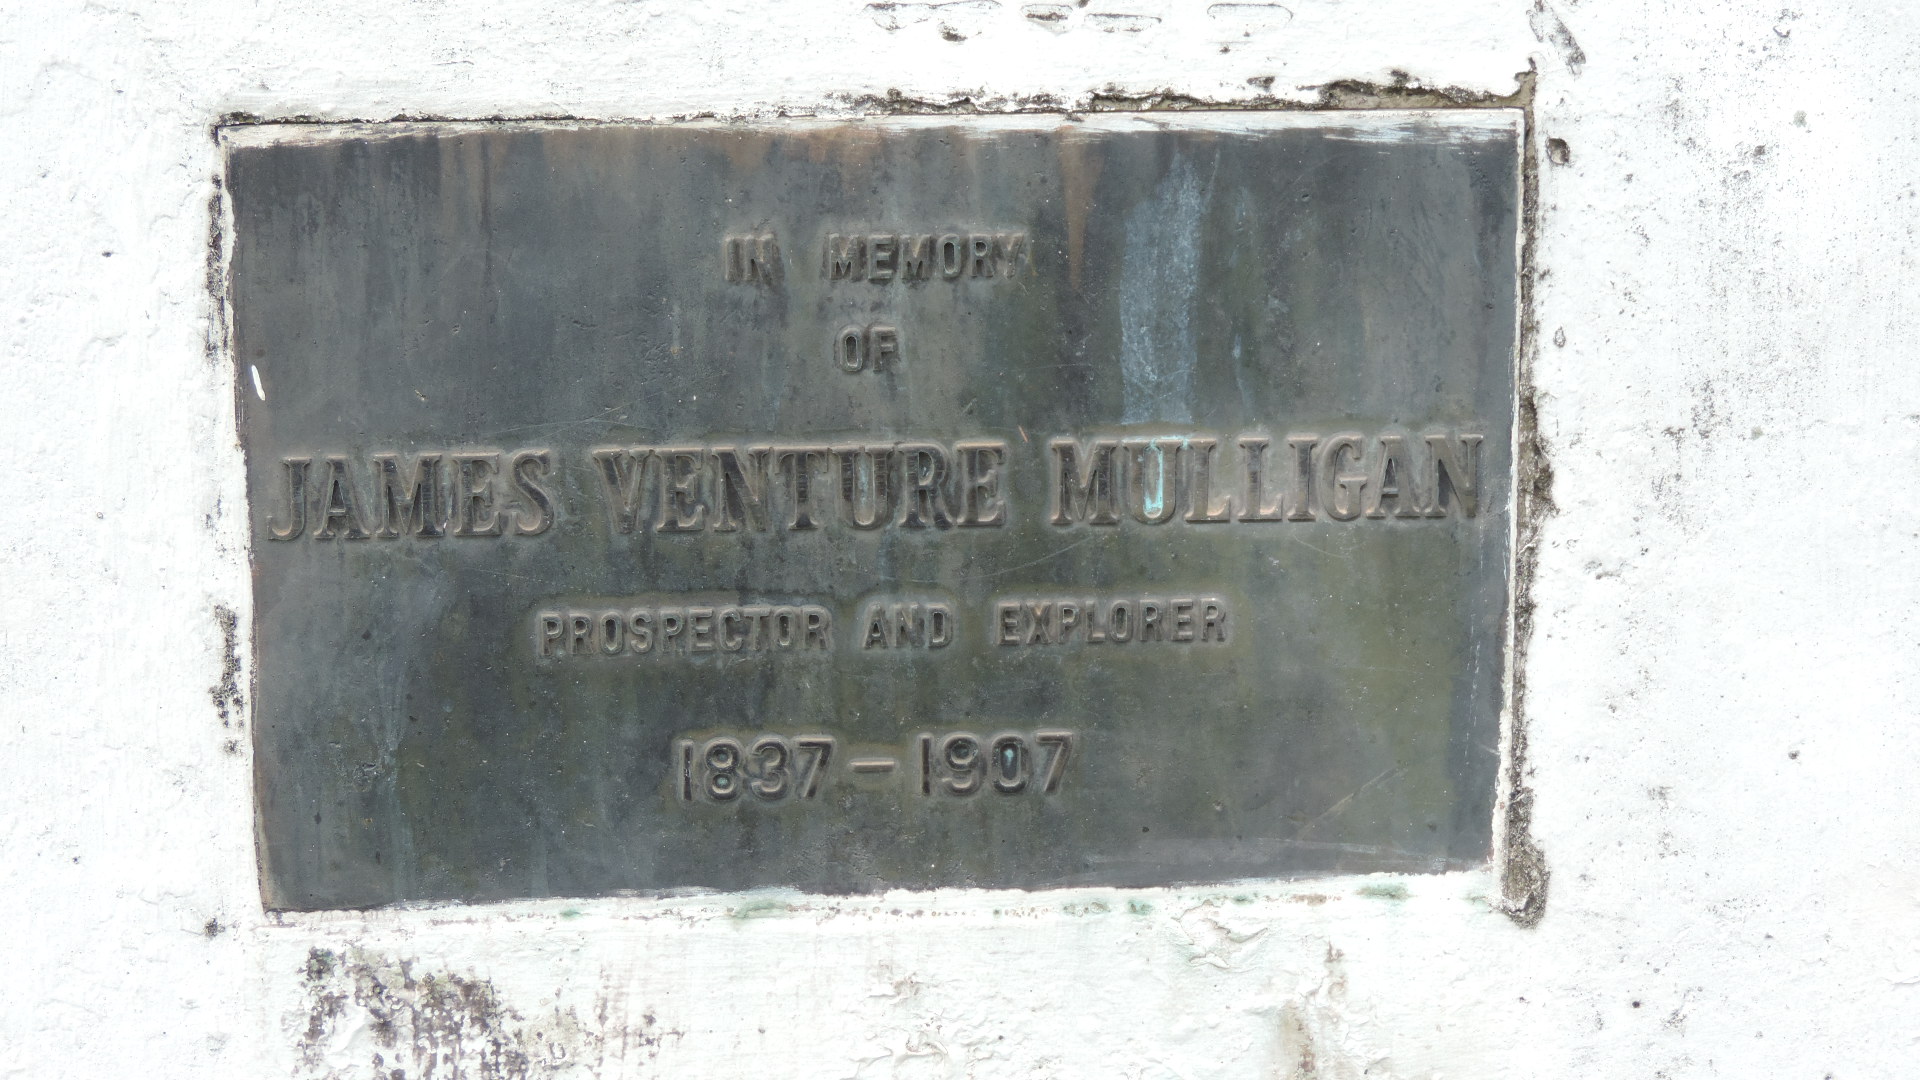 IN MEMORY
OF
JAMES VENTURE MULLIGAN
PROSPECTOR AND EXPLORER
1837 – 1907